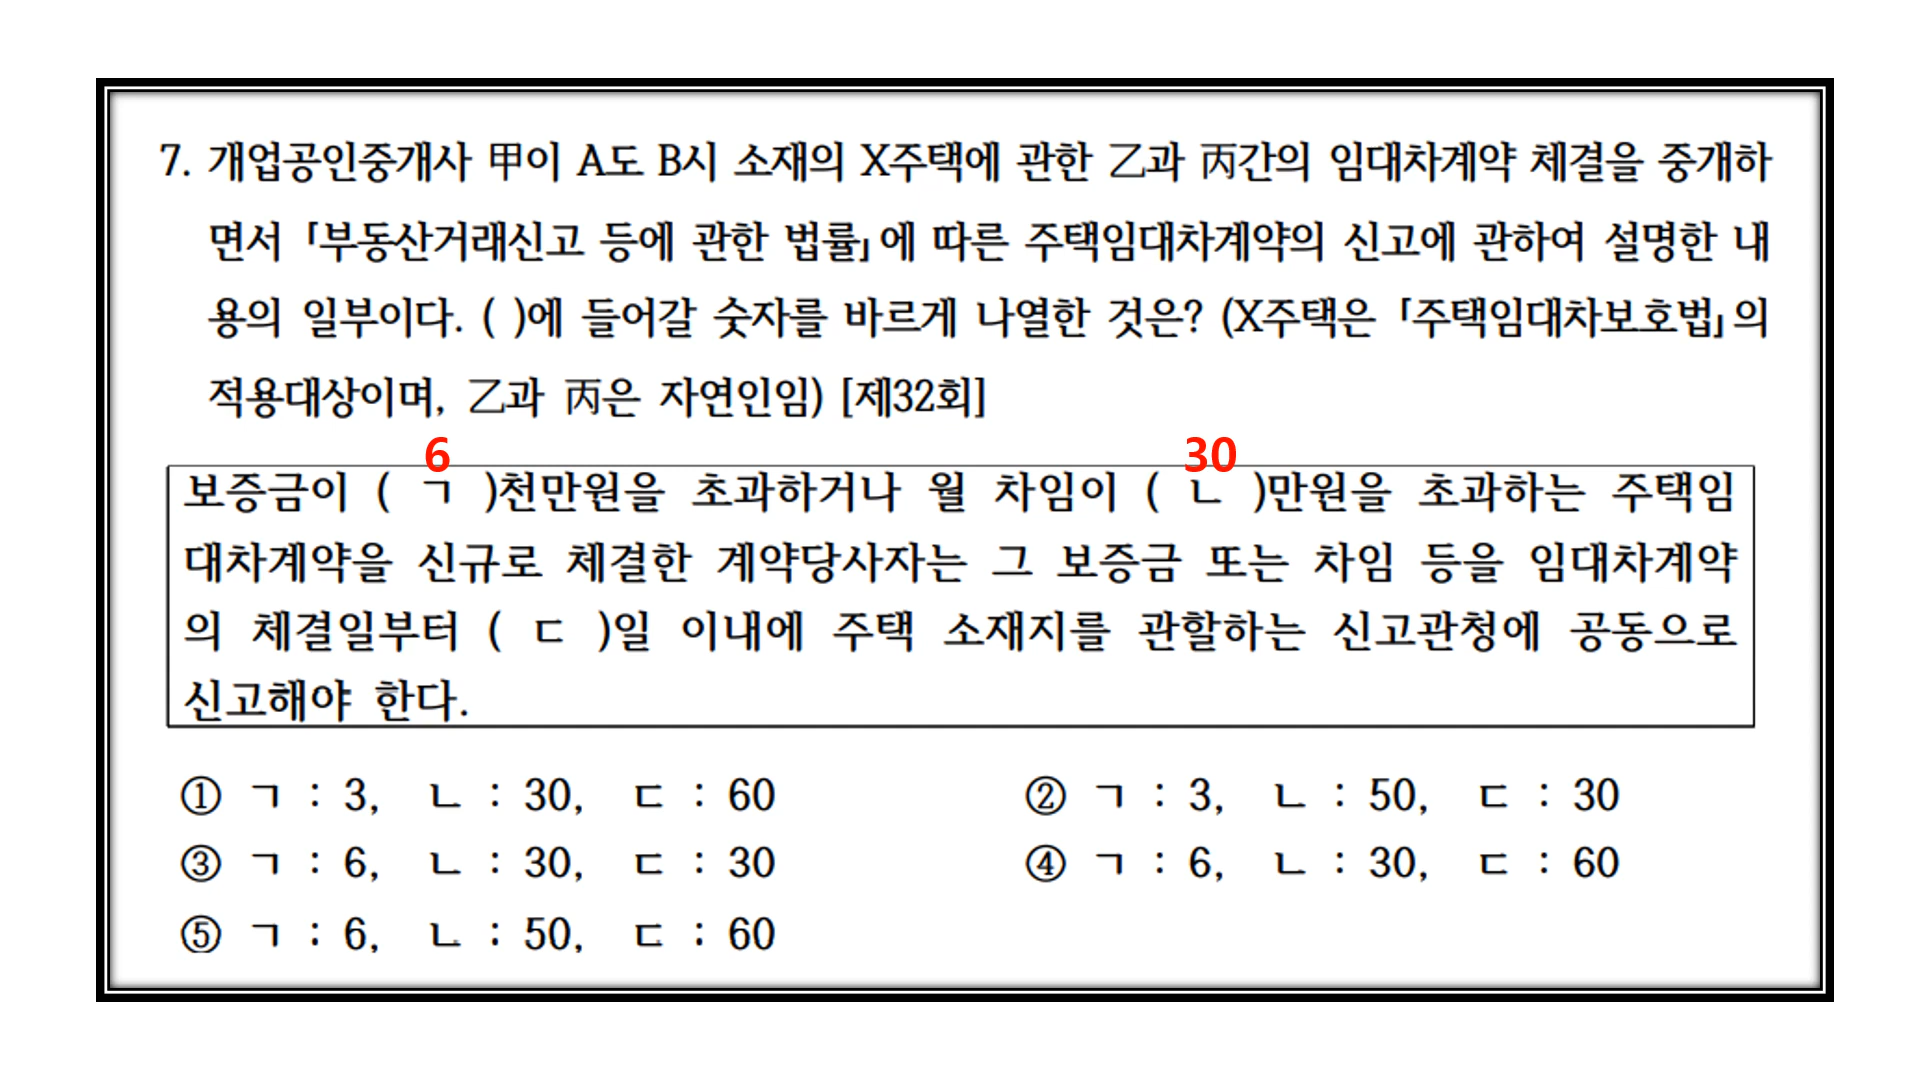 7. 개업공인중개사 甲이 A도 B시 소재의 X주택에 관한 乙과 丙간의 임대차계약 체결을 중개하
면서 「부동산거래신고 등에 관한 법률」에 따른 주택임대차계약의 신고에 관하여 설명한 내
용의 일부이다. ( )에 들어갈 숫자를 바르게 나열한 것은? (X주택은 「주택임대차보호법」의
적용대상이며, 乙과 丙은 자연인임) [제32회]
6 30
보증금이 ( ㄱ )천만원을 초과하거나 월 차임이 ( ㄴ )만원을 초과하는 주택임
대차계약을 신규로 체결한 계약당사자는 그 보증금 또는 차임 등을 임대차계약
의 체결일부터 ( ㄷ )일 이내에 주택 소재지를 관할하는 신고관청에 공동으로
신고해야 한다.
① ㄱ : 3, ㄴ : 30, ㄷ : 60 ② ㄱ : 3, ㄴ : 50, ㄷ : 30
③ ㄱ : 6, ㄴ : 30, ㄷ : 30 ④ ㄱ : 6, ㄴ : 30, ㄷ : 60
⑤ ㄱ : 6, ㄴ : 50, ㄷ : 60